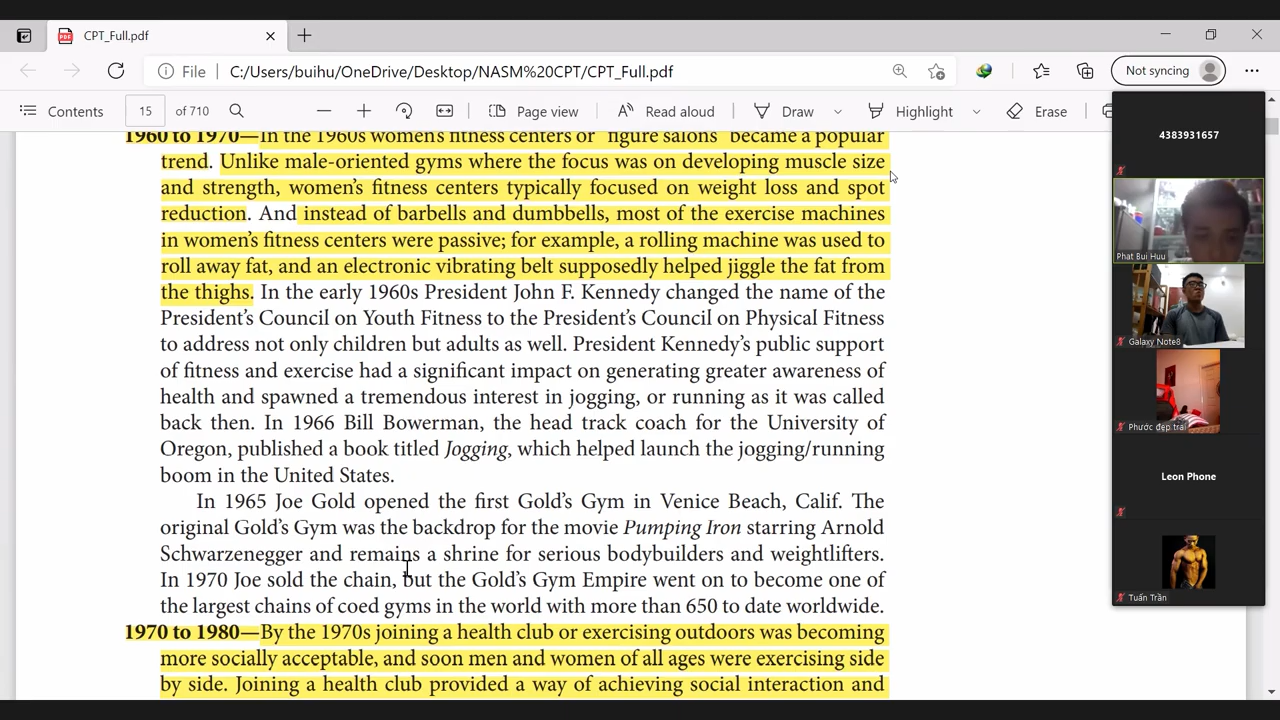 CPT_Full.pdf
Not syncing
File C:/Users/buihu/OneDrive/Desktop/NASM%20CPT/CPT_Full.pdf
Contents 15 of 710 Page view Read aloud Draw Highlight Erase
1960 to 1970—In the 1960s women's fitness centers or "figure salons" became a popular
trend. Unlike male-oriented gyms where the focus was on developing muscle size
and strength, women's fitness centers typically focused on weight loss and spot
reduction. And instead of barbells and dumbbells, most of the exercise machines
in women's fitness centers were passive; for example, a rolling machine was used to
roll away fat, and an electronic vibrating belt supposedly helped jiggle the fat from
the thighs. In the early 1960s President John F. Kennedy changed the name of the
President's Council on Youth Fitness to the President's Council on Physical Fitness
to address not only children but adults as well. President Kennedy's public support
of fitness and exercise had a significant impact on generating greater awareness of
health and spawned a tremendous interest in jogging, or running as it was called
back then. In 1966 Bill Bowerman, the head track coach for the University of
Oregon, published a book titled Jogging, which helped launch the jogging/running
boom in the United States.
In 1965 Joe Gold opened the first Gold's Gym in Venice Beach, Calif. The
original Gold's Gym was the backdrop for the movie Pumping Iron starring Arnold
Schwarzenegger and remains a shrine for serious bodybuilders and weightlifters.
In 1970 Joe sold the chain, but the Gold's Gym Empire went on to become one of
the largest chains of coed gyms in the world with more than 650 to date worldwide.
1970 to 1980—By the 1970s joining a health club or exercising outdoors was becoming
more socially acceptable, and soon men and women of all ages were exercising side
by side. Joining a health club provided a way of achieving social interaction and
4383931657
Phat Bui Huu
Galaxy Note8
Phước đẹp trai
Leon Phone
Tuấn Trần